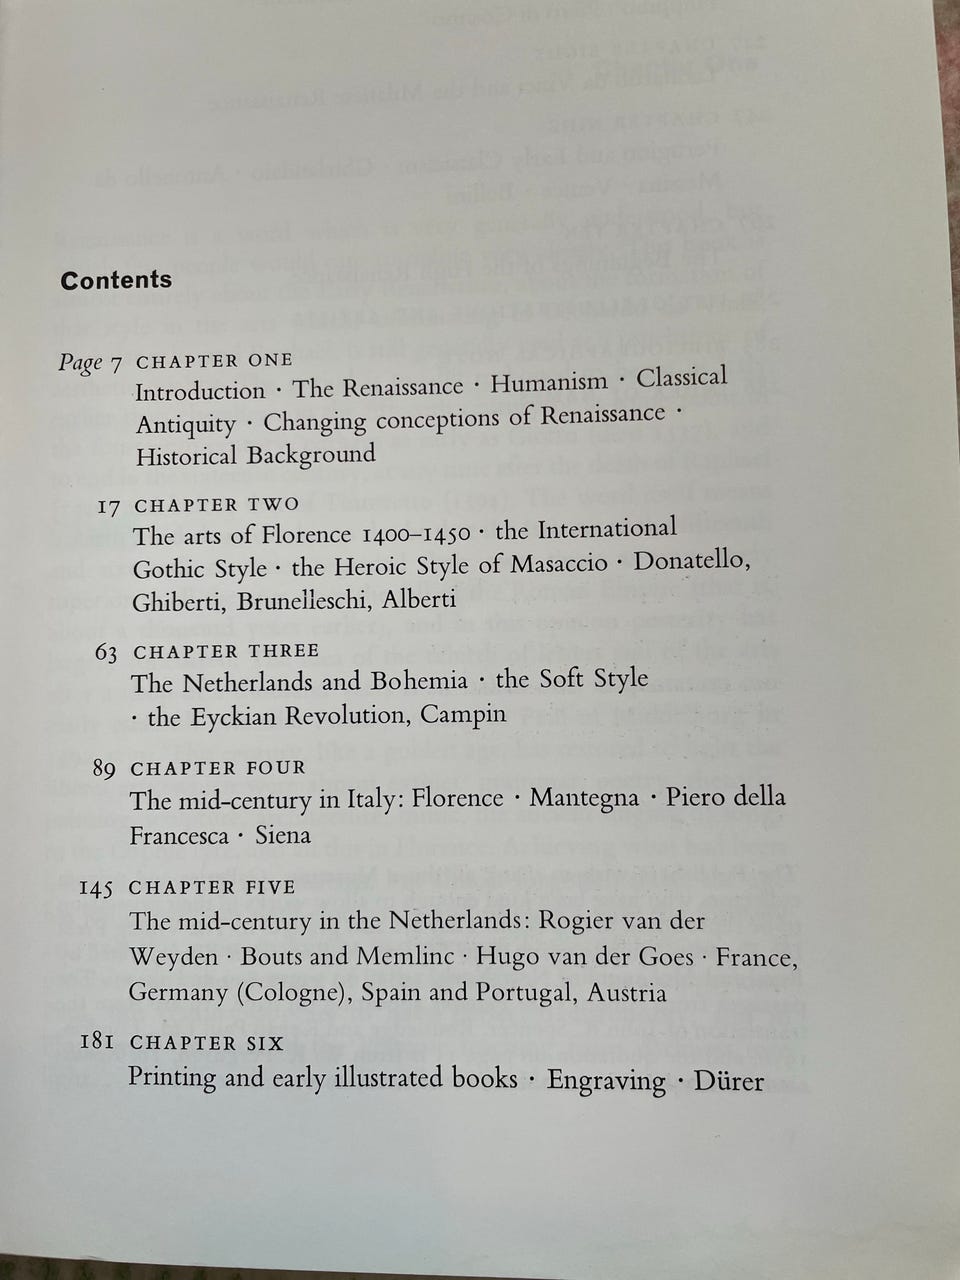 Contents
Page 7 CHAPTER ONE
Introduction · The Renaissance · Humanism · Classical
Antiquity · Changing conceptions of Renaissance ·
Historical Background
17 CHAPTER TWO
The arts of Florence 1400–1450 · the International
Gothic Style · the Heroic Style of Masaccio · Donatello,
Ghiberti, Brunelleschi, Alberti
63 CHAPTER THREE
The Netherlands and Bohemia · the Soft Style
· the Eyckian Revolution, Campin
89 CHAPTER FOUR
The mid-century in Italy: Florence · Mantegna · Piero della
Francesca · Siena
145 CHAPTER FIVE
The mid-century in the Netherlands: Rogier van der
Weyden · Bouts and Memlinc · Hugo van der Goes · France,
Germany (Cologne), Spain and Portugal, Austria
181 CHAPTER SIX
Printing and early illustrated books · Engraving · Dürer